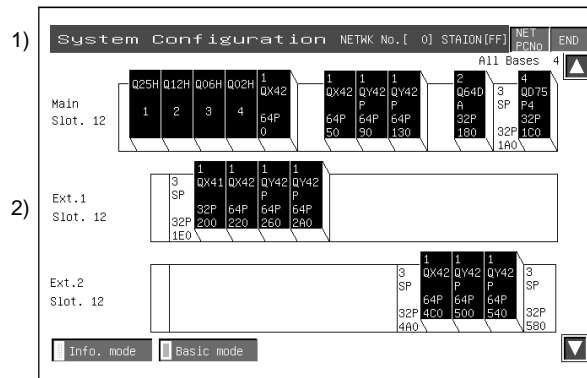 1)
System Configuration NETWK No.[ 0] STAION[FF] NET PCNo END
All Bases 4
Main
Slot. 12
Q25H Q12H Q06H Q02H
1 2 3 4
1 QX42 64P 0
1 QX42 64P 50
1 QY42 P 64P 90
1 QY42 P 64P 130
2 Q64D A 32P 180
3 SP 32P 1A0
4 QD75 P4 32P 1C0
2)
Ext.1
Slot. 12
3 SP 32P 1E0
1 QX41 32P 200
1 QX42 64P 220
1 QY42 P 64P 260
1 QY42 P 64P 2A0
Ext.2
Slot. 12
3 SP 32P 4A0
1 QX42 64P 4C0
1 QY42 P 64P 500
1 QY42 P 64P 540
3 SP 32P 580
Info. mode Basic mode